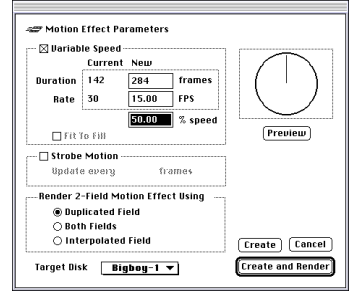 Motion Effect Parameters
Variable Speed
Current New
Duration 142 284 frames
Rate 30 15.00 FPS
50.00 % speed
Fit To Fill
Preview
Strobe Motion
Update every frames
Render 2-Field Motion Effect Using
Duplicated Field
Both Fields
Interpolated Field
Create Cancel
Target Disk Bigboy-1 Create and Render